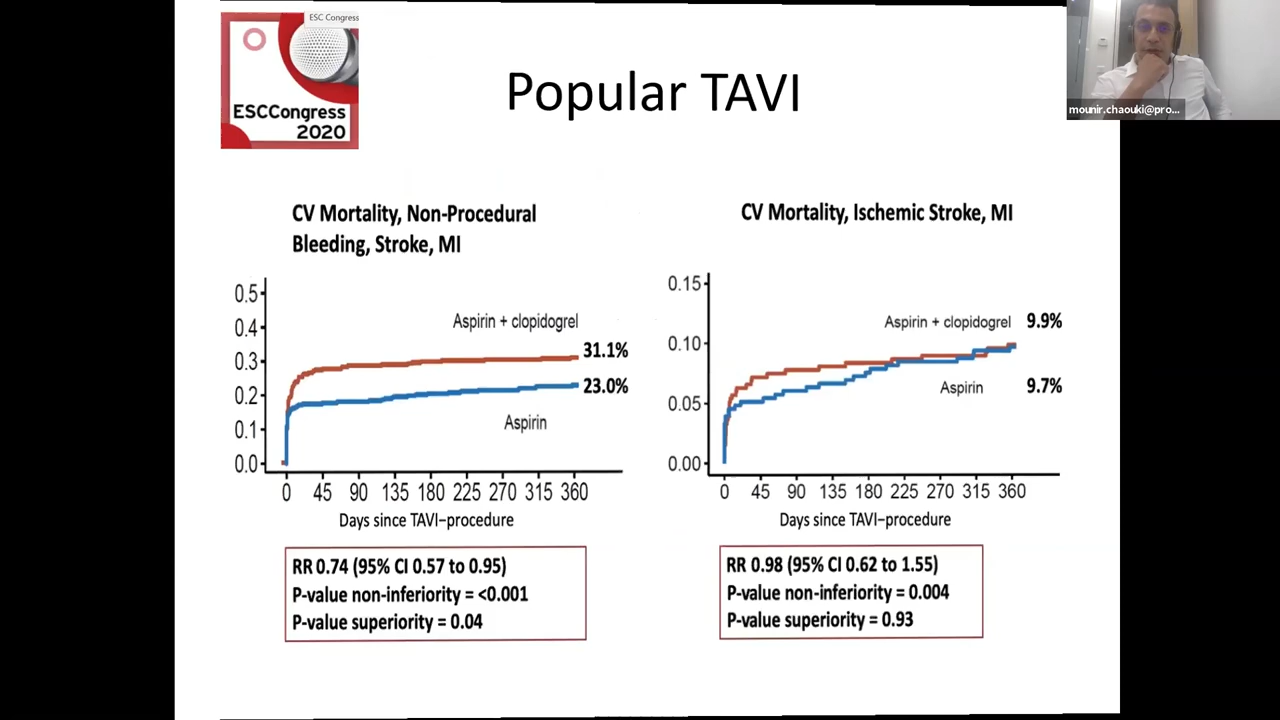 ESC Congress
ESCCongress
2020
Popular TAVI
mounir.chaouki@pro...
CV Mortality, Non-Procedural
Bleeding, Stroke, MI
0.5
0.4
0.3
0.2
0.1
0.0
Aspirin + clopidogrel
31.1%
23.0%
Aspirin
0 45 90 135 180 225 270 315 360
Days since TAVI–procedure
RR 0.74 (95% CI 0.57 to 0.95)
P-value non-inferiority = <0.001
P-value superiority = 0.04
CV Mortality, Ischemic Stroke, MI
0.15
0.10
0.05
0.00
Aspirin + clopidogrel 9.9%
Aspirin 9.7%
0 45 90 135 180 225 270 315 360
Days since TAVI–procedure
RR 0.98 (95% CI 0.62 to 1.55)
P-value non-inferiority = 0.004
P-value superiority = 0.93